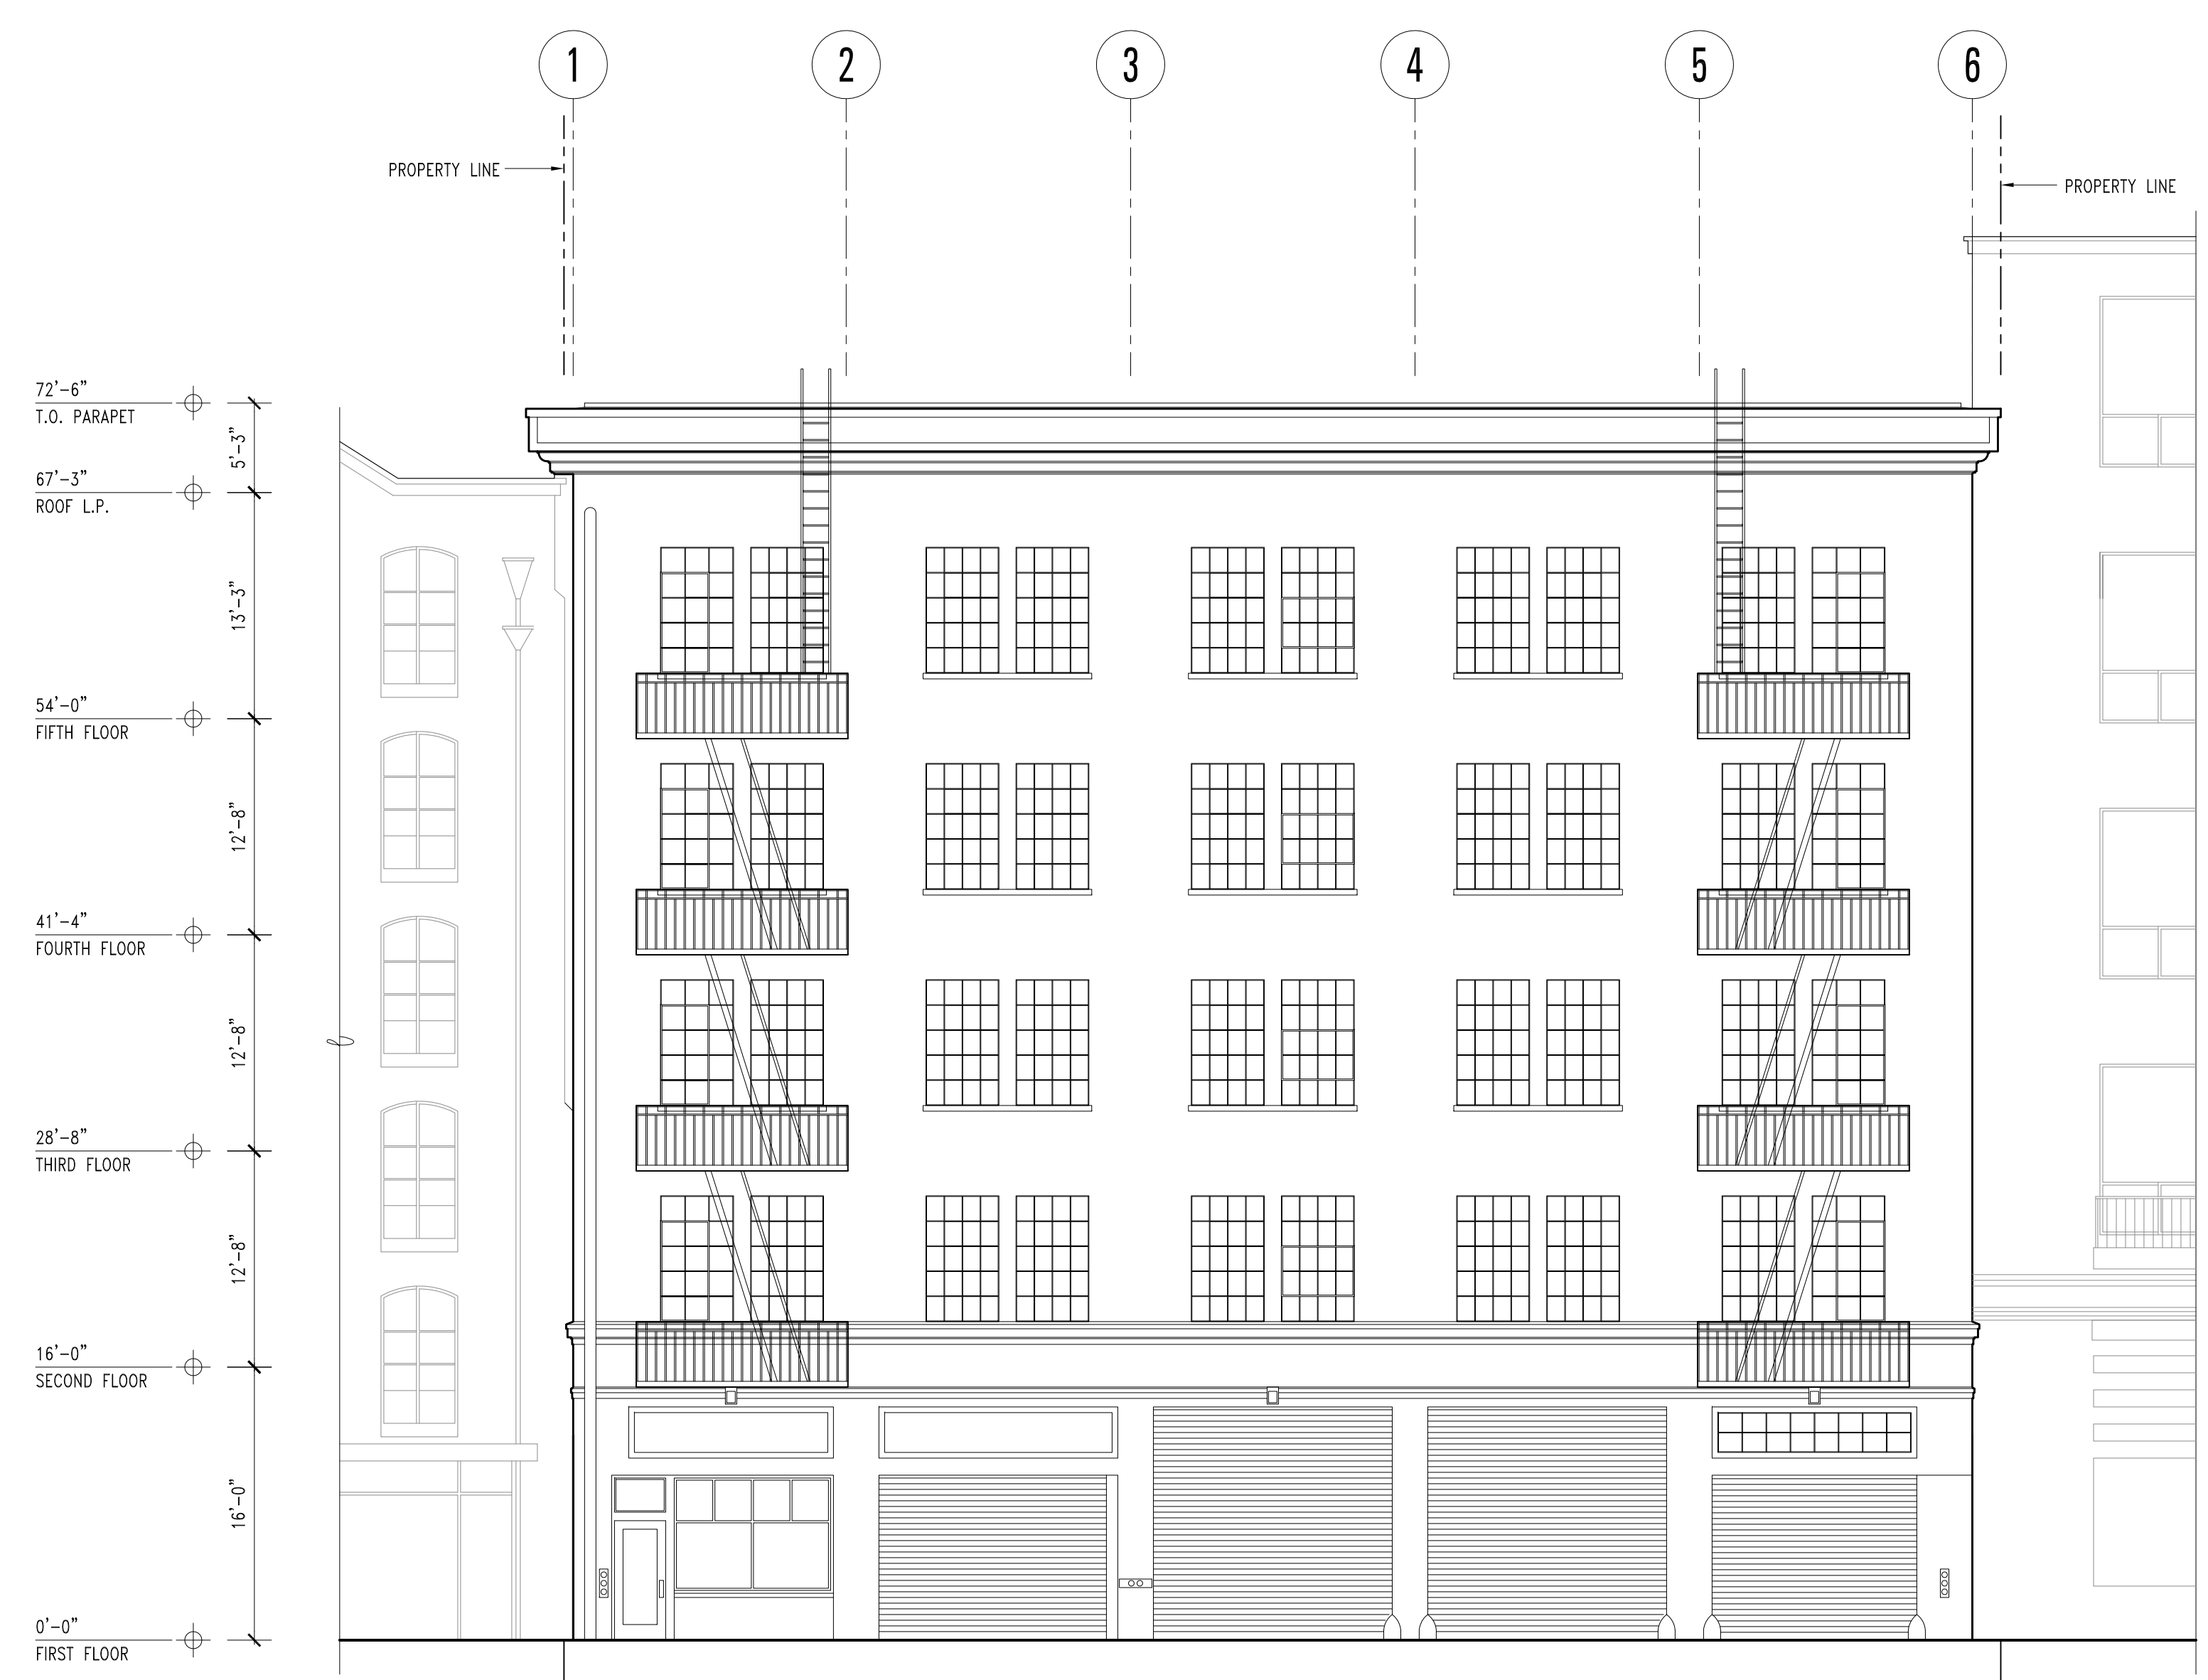 1 2 3 4 5 6
PROPERTY LINE
PROPERTY LINE
72'-6"
T.O. PARAPET
5'-3"
67'-3"
ROOF L.P.
13'-3"
54'-0"
FIFTH FLOOR
12'-8"
41'-4"
FOURTH FLOOR
12'-8"
28'-8"
THIRD FLOOR
12'-8"
16'-0"
SECOND FLOOR
16'-0"
0'-0"
FIRST FLOOR